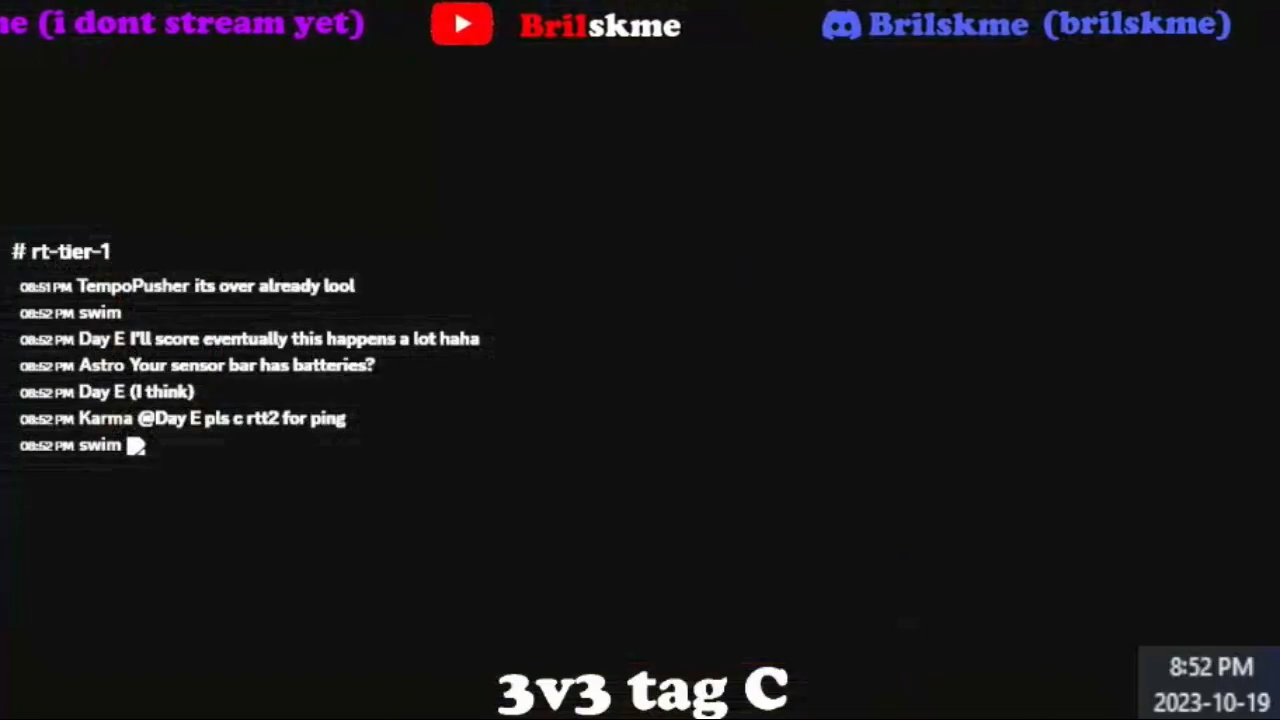 me (i dont stream yet)
Brilskme
Brilskme (brilskme)
# rt-tier-1
08:51 PM TempoPusher its over already lool
08:52 PM swim
08:52 PM Day E I'll score eventually this happens a lot haha
08:52 PM Astro Your sensor bar has batteries?
08:52 PM Day E (I think)
08:52 PM Karma @Day E pls c rtt2 for ping
08:52 PM swim
3v3 tag C
8:52 PM
2023-10-19